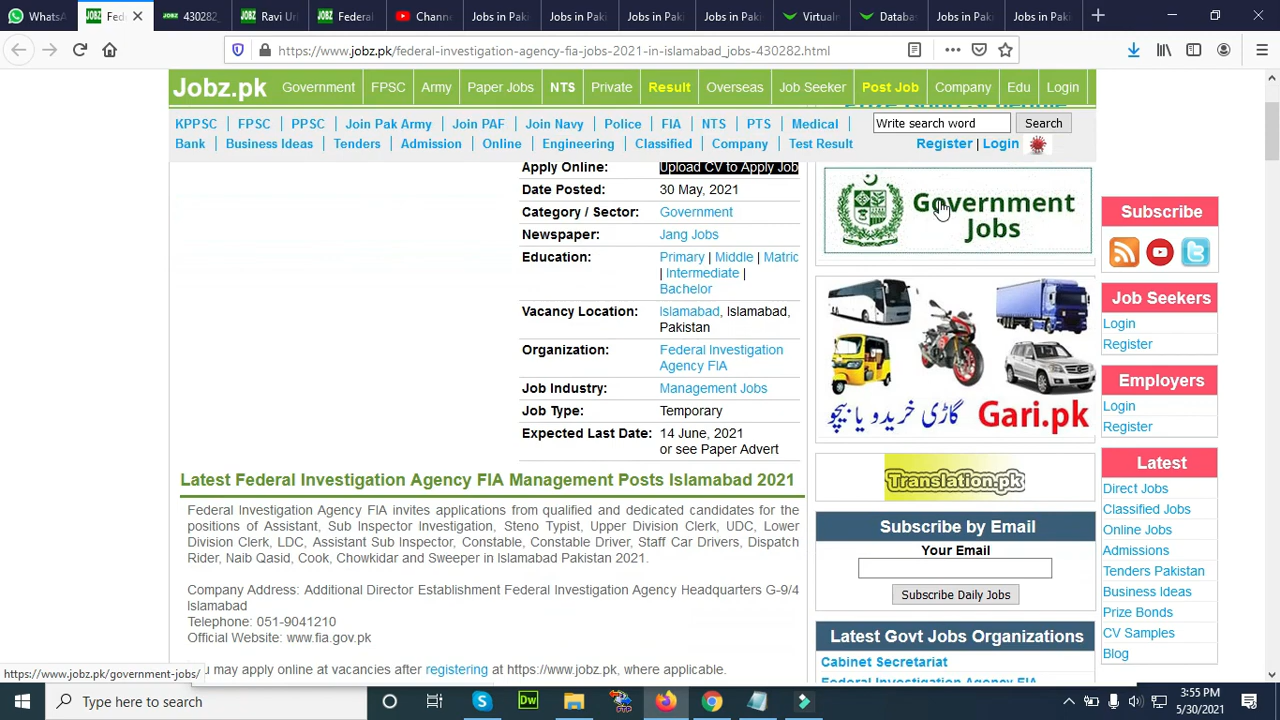 WhatsA
Fed
430282_
Ravi Ur
Federal
Chann
Jobs in Paki
Jobs in Paki
Jobs in Paki
Jobs in Paki
Virtualn
Databa
Jobs in Paki
Jobs in Paki
https://www.jobz.pk/federal-investigation-agency-fia-jobs-2021-in-islamabad_jobs-430282.html
Jobz.pk
Government
FPSC
Army
Paper Jobs
NTS
Private
Result
Overseas
Job Seeker
Post Job
Company
Edu
Login
KPPSC
FPSC
PPSC
Join Pak Army
Join PAF
Join Navy
Police
FIA
NTS
PTS
Medical
Write search word
Search
Bank
Business Ideas
Tenders
Admission
Online
Engineering
Classified
Company
Test Result
Register | Login
Apply Online: Upload CV to Apply Job
Date Posted: 30 May, 2021
Category / Sector: Government
Newspaper: Jang Jobs
Education: Primary | Middle | Matric
| Intermediate |
Bachelor
Vacancy Location: Islamabad, Islamabad,
Pakistan
Organization: Federal Investigation
Agency FIA
Job Industry: Management Jobs
Job Type: Temporary
Expected Last Date: 14 June, 2021
or see Paper Advert
Latest Federal Investigation Agency FIA Management Posts Islamabad 2021
Federal Investigation Agency FIA invites applications from qualified and dedicated candidates for the
positions of Assistant, Sub Inspector Investigation, Steno Typist, Upper Division Clerk, UDC, Lower
Division Clerk, LDC, Assistant Sub Inspector, Constable, Constable Driver, Staff Car Drivers, Dispatch
Rider, Naib Qasid, Cook, Chowkidar and Sweeper in Islamabad Pakistan 2021.
Company Address: Additional Director Establishment Federal Investigation Agency Headquarters G-9/4
Islamabad
Telephone: 051-9041210
Official Website: www.fia.gov.pk
u may apply online at vacancies after registering at https://www.jobz.pk, where applicable.
Government
Jobs
گاڑی خریدو یا بیچو Gari.pk
Translation.pk
Subscribe by Email
Your Email
Subscribe Daily Jobs
Latest Govt Jobs Organizations
Cabinet Secretariat
Federal Investigation Agency FIA
Subscribe
Job Seekers
Login
Register
Employers
Login
Register
Latest
Direct Jobs
Classified Jobs
Online Jobs
Admissions
Tenders Pakistan
Business Ideas
Prize Bonds
CV Samples
Blog
https://www.jobz.pk/government-jobs/
Type here to search
Dw
3:55 PM
5/30/2021